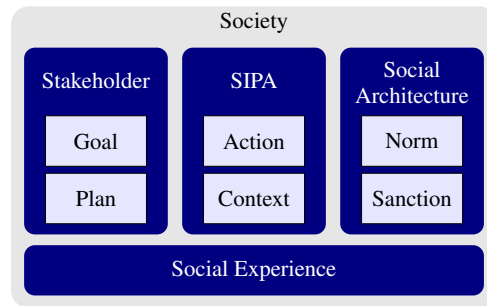 Society
Stakeholder
Goal
Plan
SIPA
Action
Context
Social
Architecture
Norm
Sanction
Social Experience